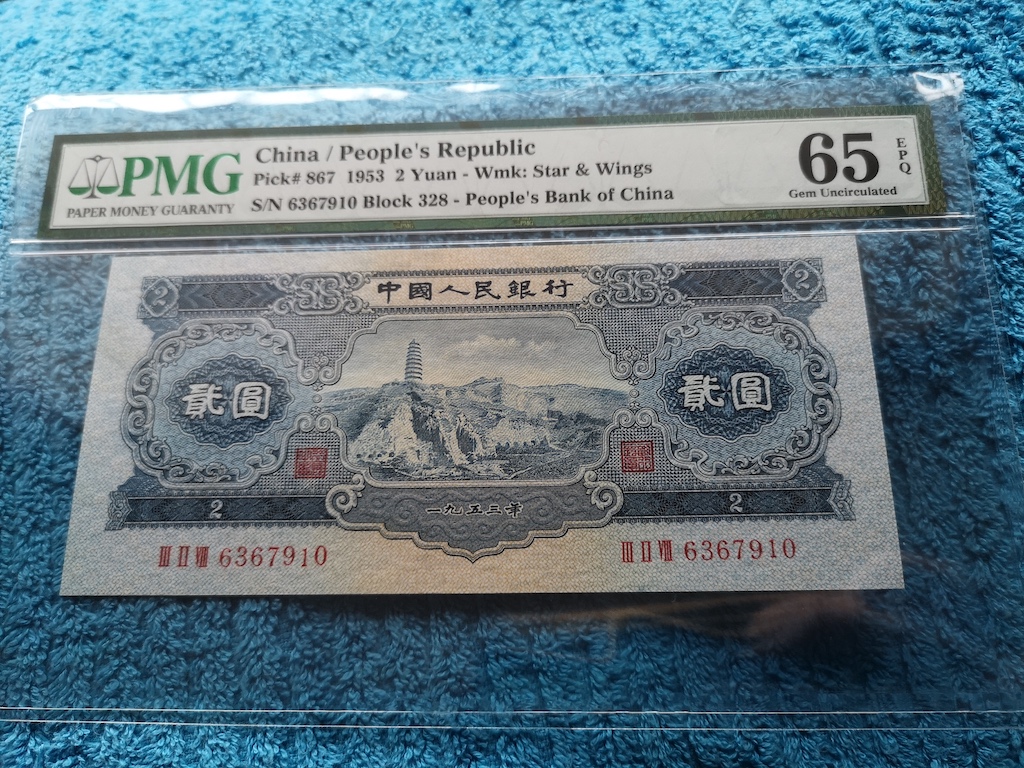 PMG
PAPER MONEY GUARANTY
China / People's Republic
Pick# 867 1953 2 Yuan - Wmk: Star & Wings
S/N 6367910 Block 328 - People's Bank of China
65
EPQ
Gem Uncirculated
2
中國人民銀行
2
貳圓
貳圓
2
一九五三年
2
III II VIII 6367910
III II VIII 6367910